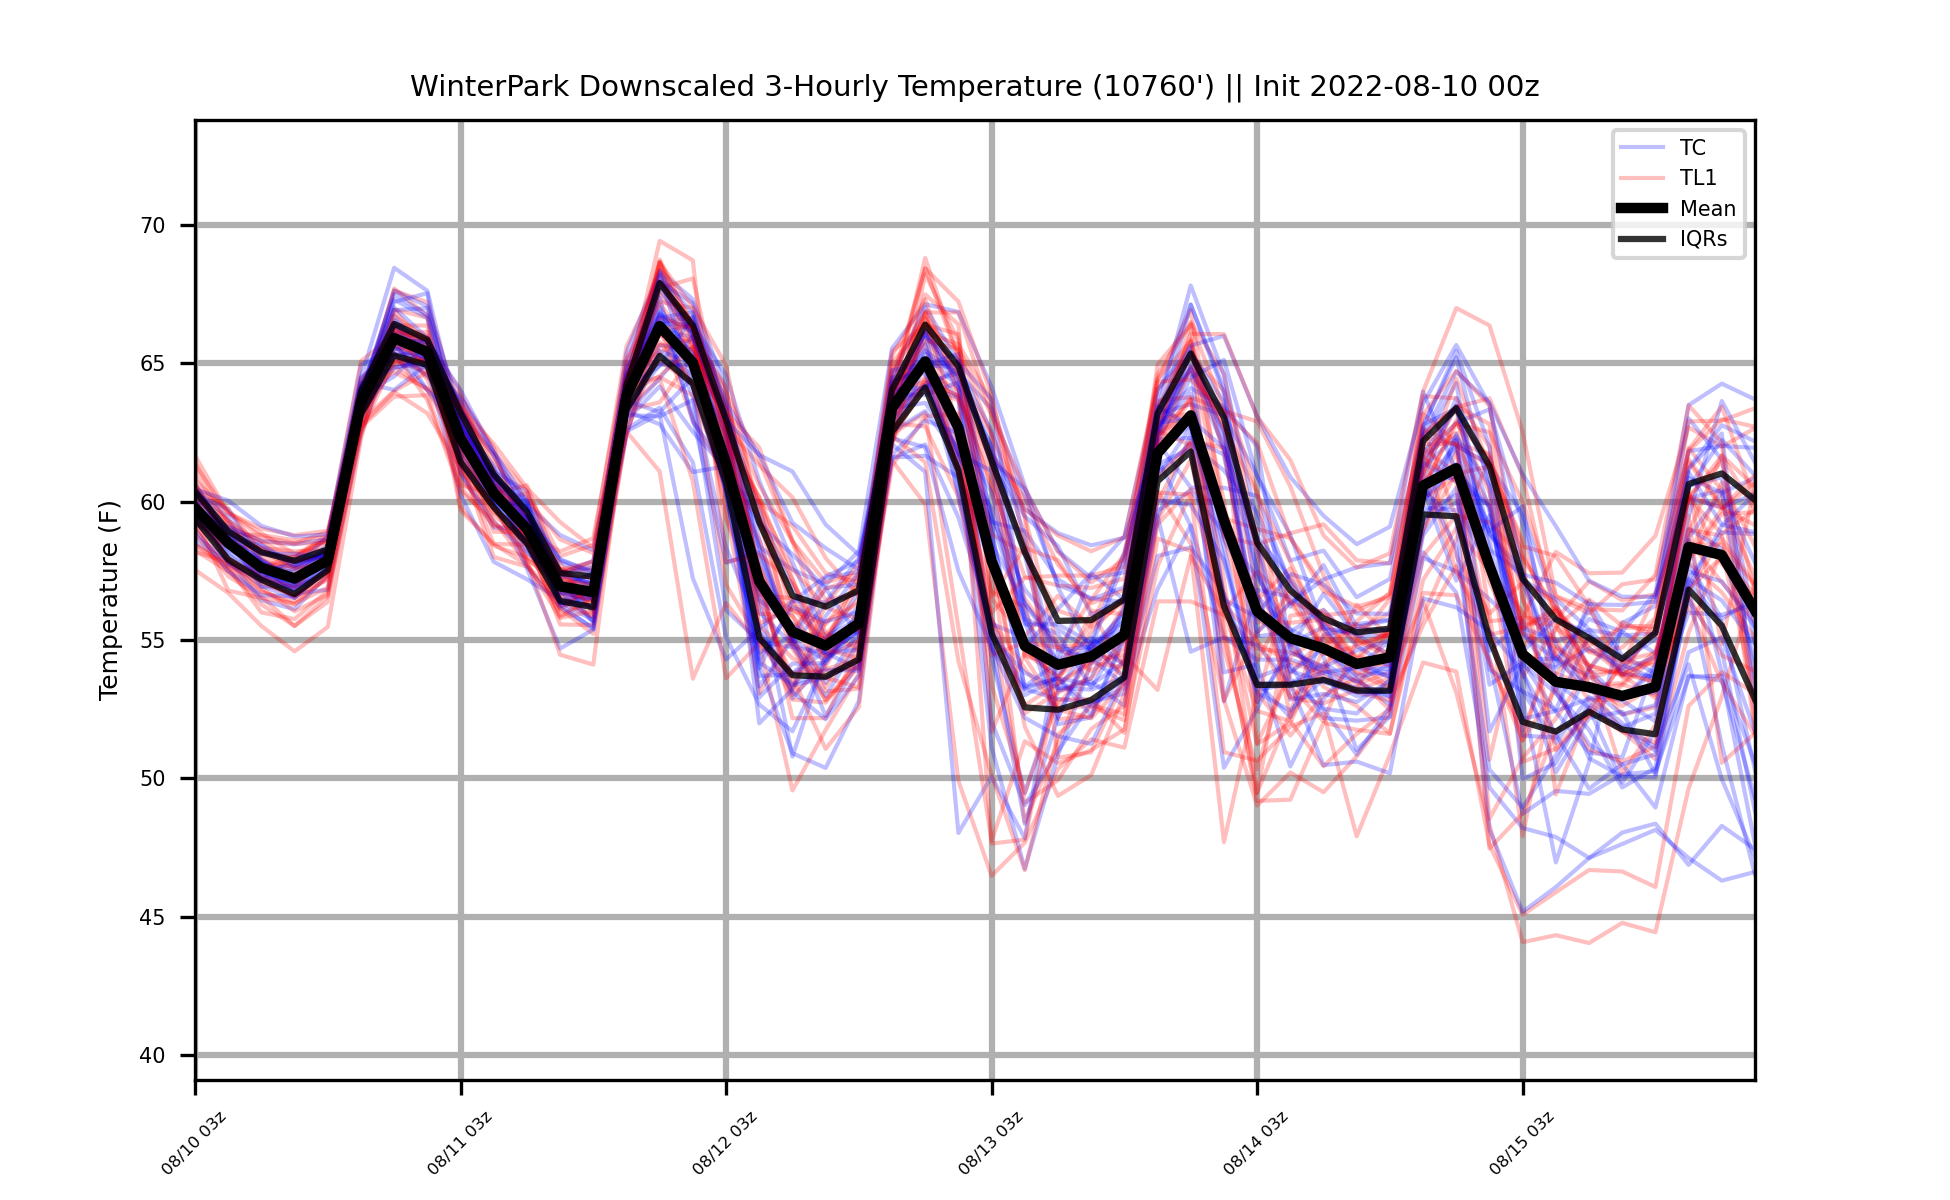 WinterPark Downscaled 3-Hourly Temperature (10760') || Init 2022-08-10 00z
TC
TL1
Mean
IQRs
Temperature (F)
70
65
60
55
50
45
40
08/10 03z
08/11 03z
08/12 03z
08/13 03z
08/14 03z
08/15 03z